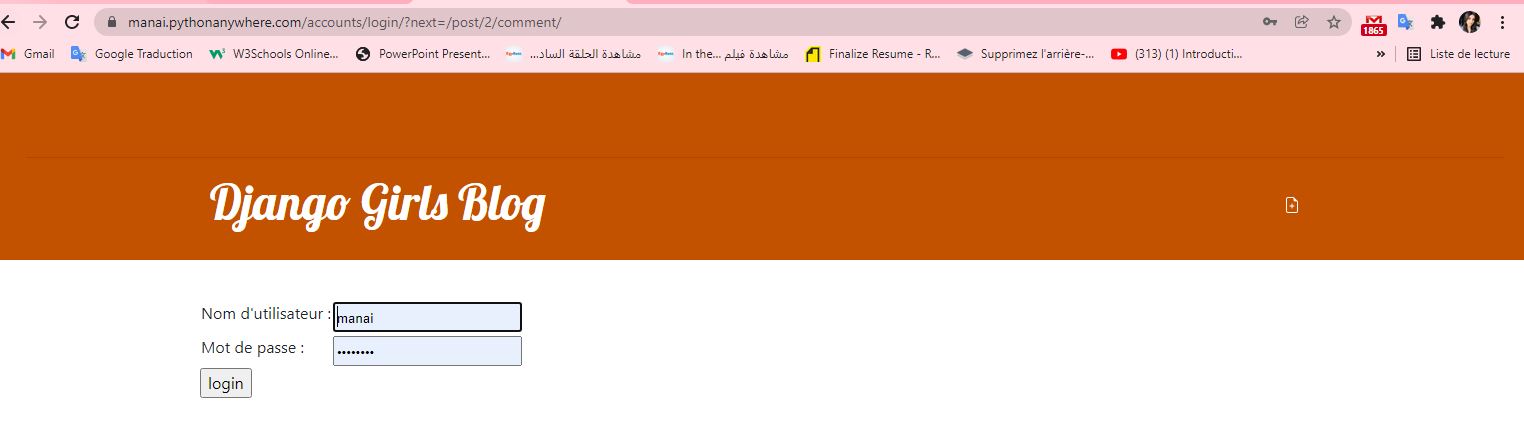 manai.pythonanywhere.com/accounts/login/?next=/post/2/comment/
1865
Gmail
Google Traduction
W3Schools Online...
PowerPoint Present...
مشاهدة الحلقة الساد...
In the... مشاهدة فيلم
Finalize Resume - R...
Supprimez l'arrière-...
(313) (1) Introducti...
»
Liste de lecture
Django Girls Blog
Nom d'utilisateur :
manai
Mot de passe :
••••••••
login